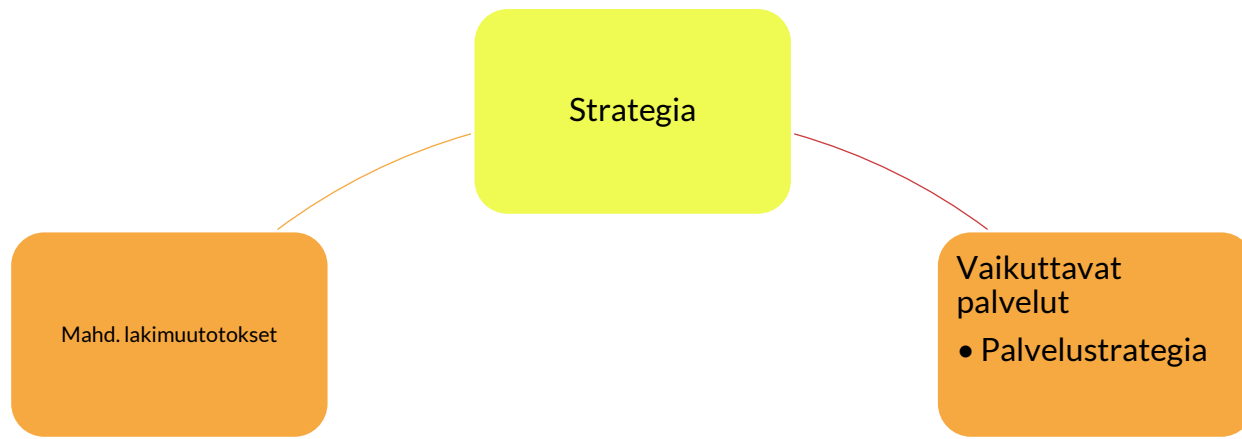 Strategia
Mahd. lakimuutotokset
Vaikuttavat
palvelut
• Palvelustrategia